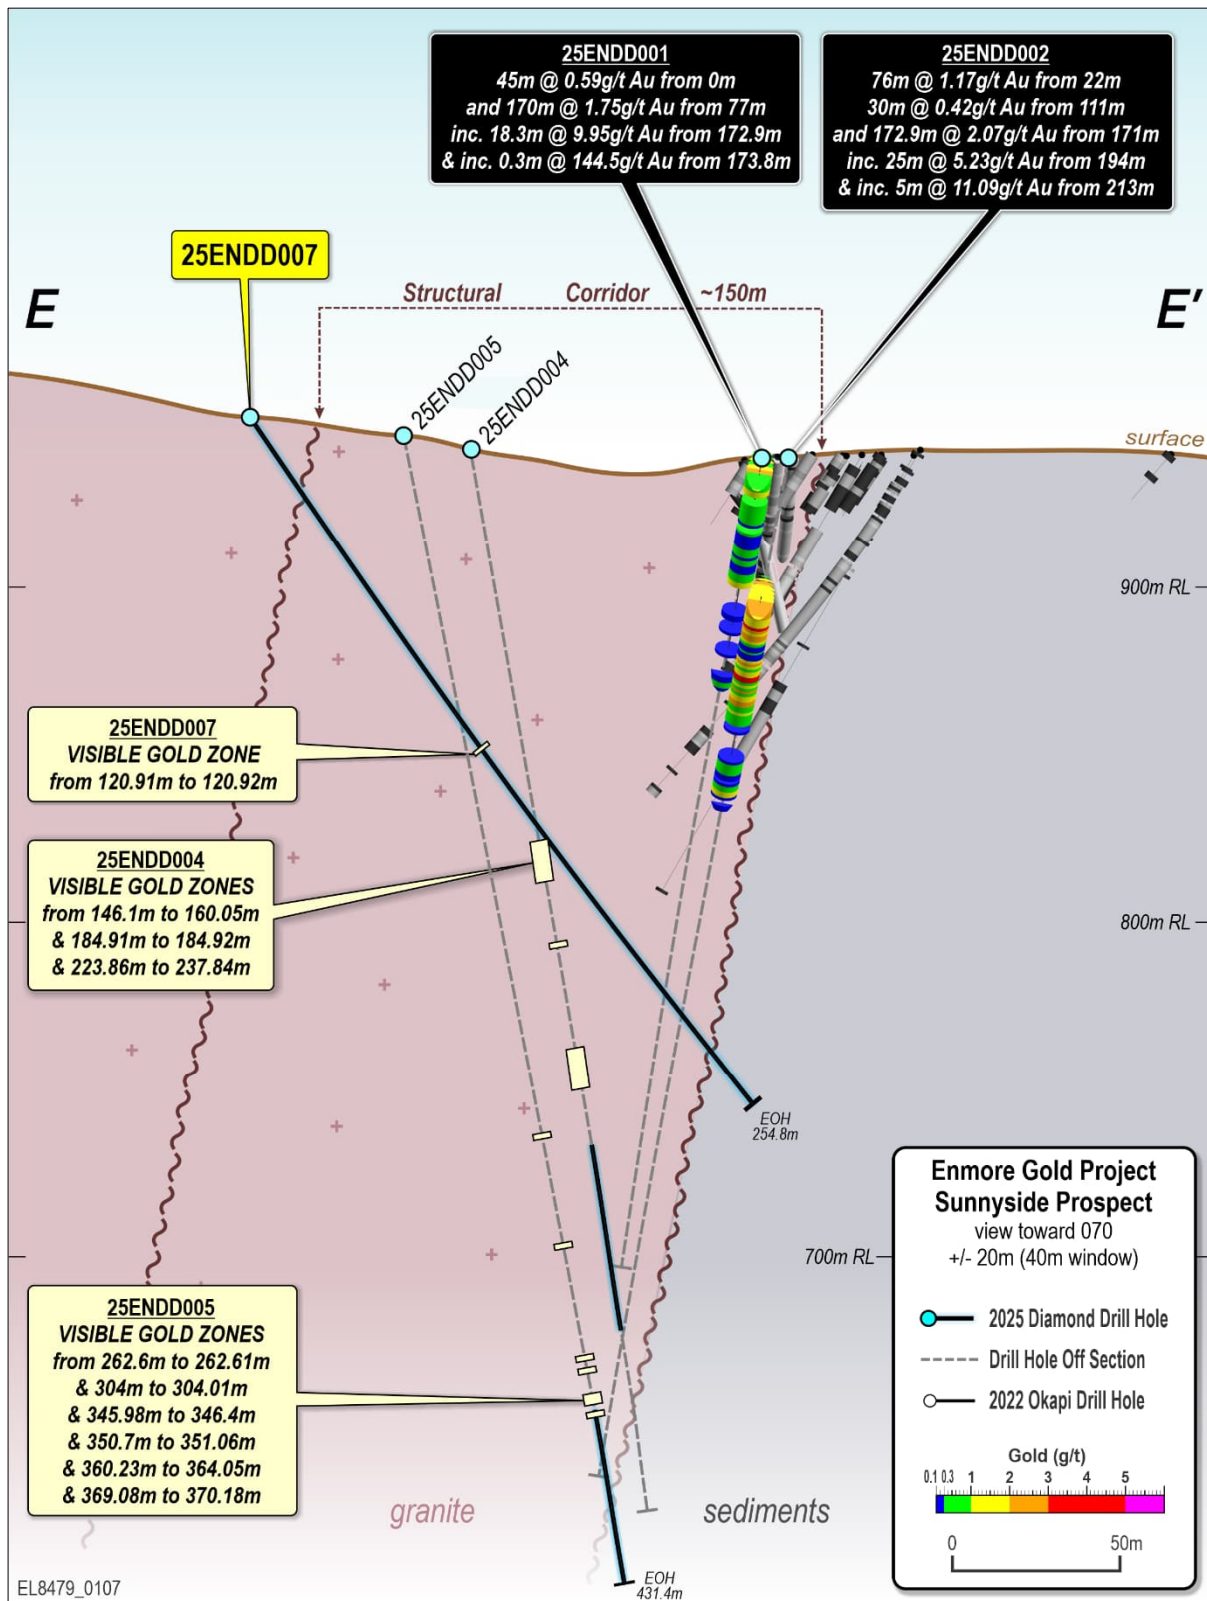 25ENDD001
45m @ 0.59g/t Au from 0m
and 170m @ 1.75g/t Au from 77m
inc. 18.3m @ 9.95g/t Au from 172.9m
& inc. 0.3m @ 144.5g/t Au from 173.8m
25ENDD002
76m @ 1.17g/t Au from 22m
30m @ 0.42g/t Au from 111m
and 172.9m @ 2.07g/t Au from 171m
inc. 25m @ 5.23g/t Au from 194m
& inc. 5m @ 11.09g/t Au from 213m
25ENDD007
E
Structural Corridor ~150m
E'
25ENDD005
25ENDD004
surface
900m RL
25ENDD007
VISIBLE GOLD ZONE
from 120.91m to 120.92m
25ENDD004
VISIBLE GOLD ZONES
from 146.1m to 160.05m
& 184.91m to 184.92m
& 223.86m to 237.84m
800m RL
EOH
254.8m
700m RL
25ENDD005
VISIBLE GOLD ZONES
from 262.6m to 262.61m
& 304m to 304.01m
& 345.98m to 346.4m
& 350.7m to 351.06m
& 360.23m to 364.05m
& 369.08m to 370.18m
granite
sediments
EOH
431.4m
EL8479_0107
Enmore Gold Project
Sunnyside Prospect
view toward 070
+/- 20m (40m window)
2025 Diamond Drill Hole
Drill Hole Off Section
2022 Okapi Drill Hole
Gold (g/t)
0.1 0.3 1 2 3 4 5
0 50m